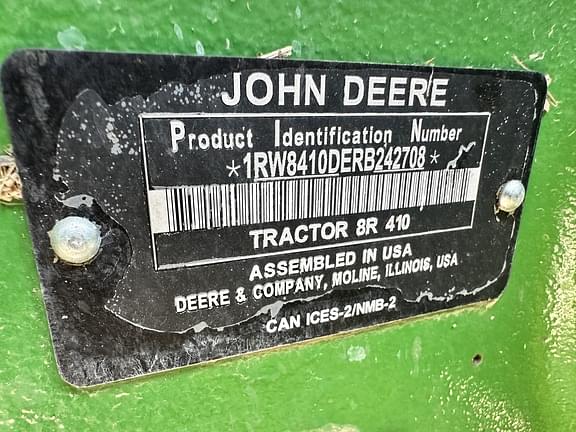 JOHN DEERE
Product Identification Number
*1RW8410DERB242708*
TRACTOR 8R 410
ASSEMBLED IN USA
DEERE & COMPANY, MOLINE, ILLINOIS, USA
CAN ICES-2/NMB-2